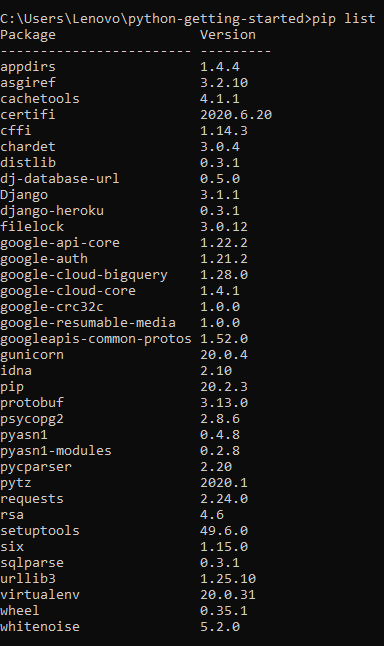 C:\Users\Lenovo\python-getting-started>pip list
Package                  Version
------------------------ ---------
appdirs                  1.4.4
asgiref                  3.2.10
cachetools               4.1.1
certifi                  2020.6.20
cffi                     1.14.3
chardet                  3.0.4
distlib                  0.3.1
dj-database-url          0.5.0
Django                   3.1.1
django-heroku            0.3.1
filelock                 3.0.12
google-api-core          1.22.2
google-auth              1.21.2
google-cloud-bigquery    1.28.0
google-cloud-core        1.4.1
google-crc32c            1.0.0
google-resumable-media   1.0.0
googleapis-common-protos 1.52.0
gunicorn                 20.0.4
idna                     2.10
pip                      20.2.3
protobuf                 3.13.0
psycopg2                 2.8.6
pyasn1                   0.4.8
pyasn1-modules           0.2.8
pycparser                2.20
pytz                     2020.1
requests                 2.24.0
rsa                      4.6
setuptools               49.6.0
six                      1.15.0
sqlparse                 0.3.1
urllib3                  1.25.10
virtualenv               20.0.31
wheel                    0.35.1
whitenoise               5.2.0